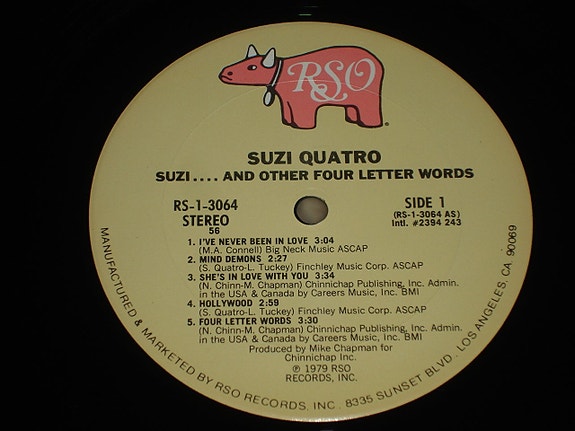 RSO
SUZI QUATRO
SUZI.... AND OTHER FOUR LETTER WORDS
RS-1-3064
STEREO
56
SIDE 1
(RS-1-3064 AS)
Intl. #2394 243
1. I'VE NEVER BEEN IN LOVE 3:04
(M.A. Connell) Big Neck Music ASCAP
2. MIND DEMONS 2:27
(S. Quatro-L. Tuckey) Finchley Music Corp. ASCAP
3. SHE'S IN LOVE WITH YOU 3:34
(N. Chinn-M. Chapman) Chinnichap Publishing, Inc. Admin.
in the USA & Canada by Careers Music, Inc. BMI
4. HOLLYWOOD 2:59
(S. Quatro-L. Tuckey) Finchley Music Corp. ASCAP
5. FOUR LETTER WORDS 3:30
(N. Chinn-M. Chapman) Chinnichap Publishing, Inc. Admin.
in the USA & Canada by Careers Music, Inc. BMI
Produced by Mike Chapman for
Chinnichap Inc.
℗ 1979 RSO
RECORDS, INC.
MANUFACTURED & MARKETED BY RSO RECORDS, INC. 8335 SUNSET BLVD., LOS ANGELES, CA. 90069